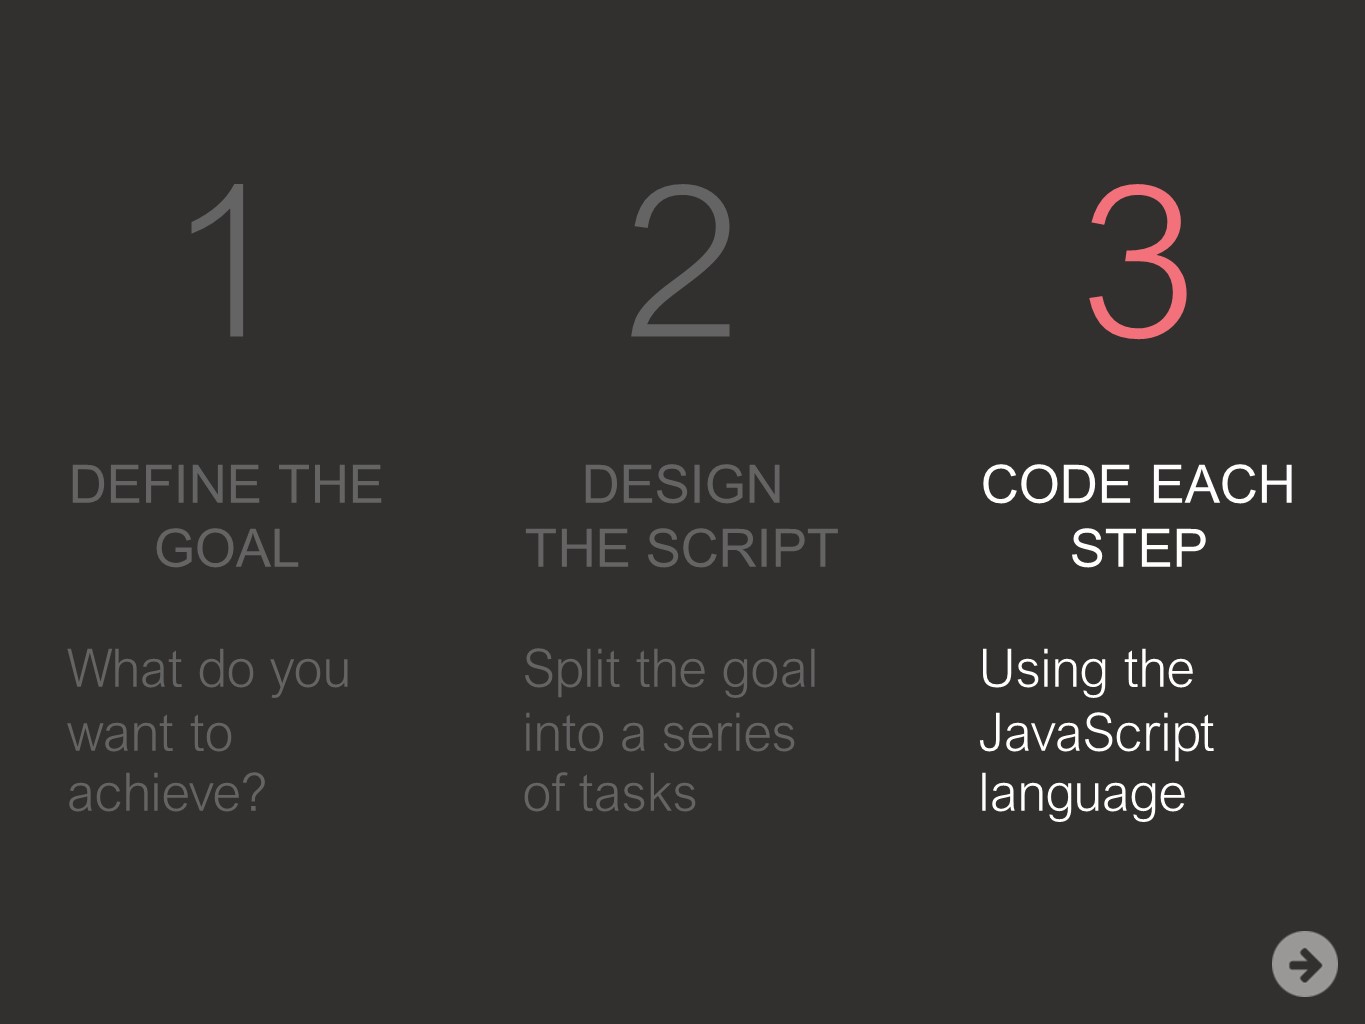 1
DEFINE THE
GOAL
What do you
want to
achieve?
2
DESIGN
THE SCRIPT
Split the goal
into a series
of tasks
3
CODE EACH
STEP
Using the
JavaScript
language